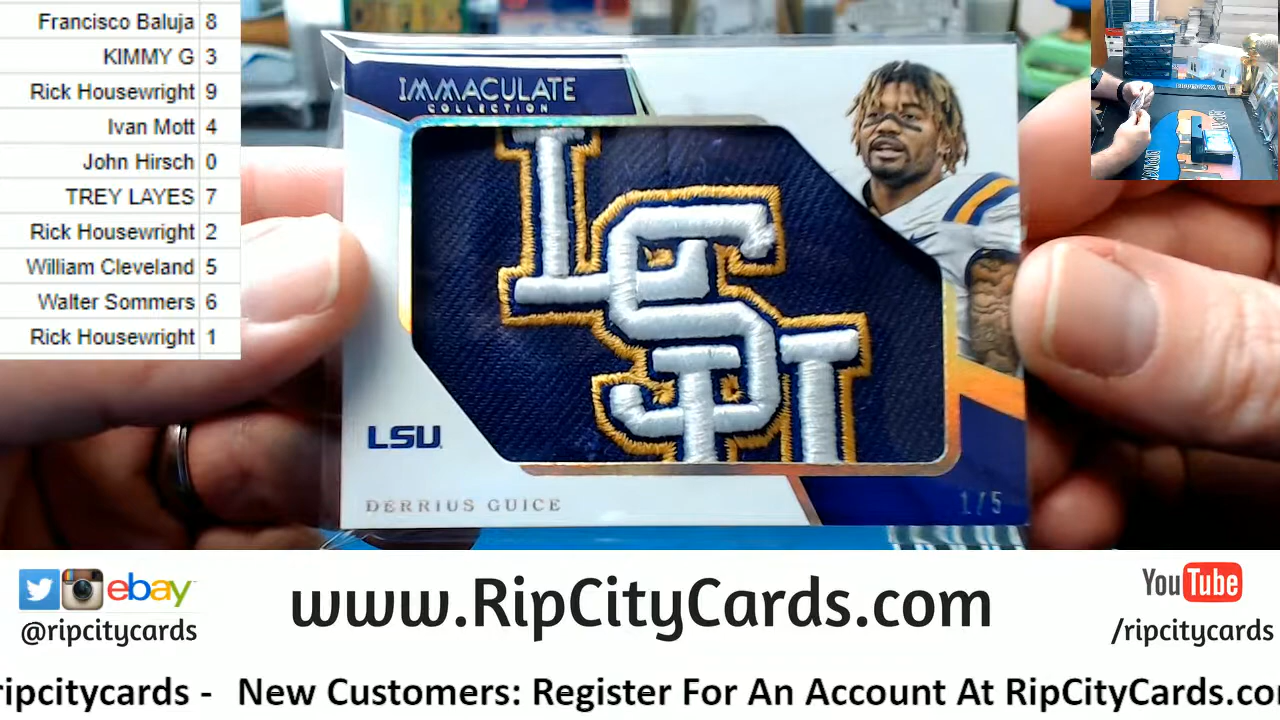 Francisco Baluja 8
KIMMY G 3
Rick Housewright 9
Ivan Mott 4
John Hirsch 0
TREY LAYES 7
Rick Housewright 2
William Cleveland 5
Walter Sommers 6
Rick Housewright 1
IMMACULATE
COLLECTION
LSU
LSU
DERRIUS GUICE
1/5
ebay
@ripcitycards
www.RipCityCards.com
YouTube
/ripcitycards
ripcitycards - New Customers: Register For An Account At RipCityCards.co